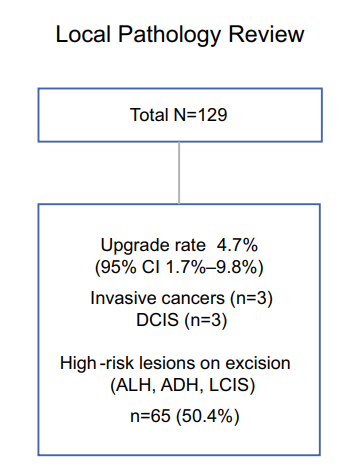 Local Pathology Review
Total N=129
Upgrade rate 4.7%
(95% CI 1.7%–9.8%)
Invasive cancers (n=3)
DCIS (n=3)
High-risk lesions on excision
(ALH, ADH, LCIS)
n=65 (50.4%)